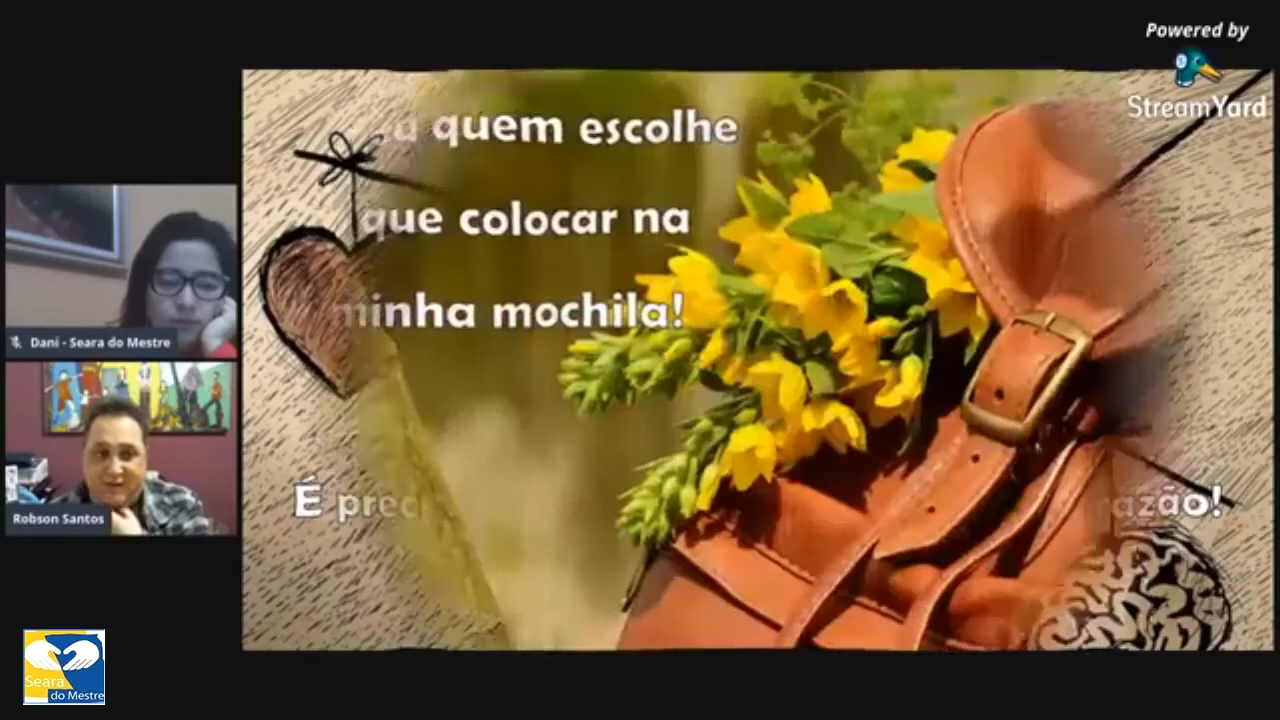 Powered by
StreamYard
quem escolhe
que colocar na
minha mochila!
É
Dani - Seara do Mestre
Robson Santos
Seara
do Mestre